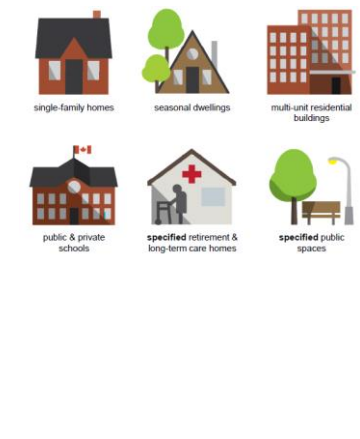 single-family homes
seasonal dwellings
multi-unit residential
buildings
public & private
schools
specified retirement &
long-term care homes
specified public
spaces